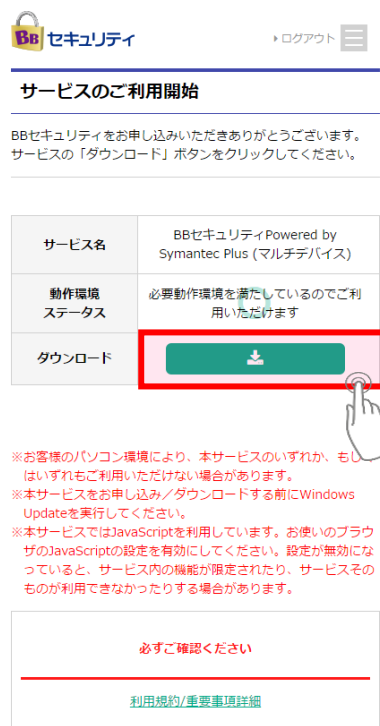 BBセキュリティ
ログアウト
サービスのご利用開始
BBセキュリティをお申し込みいただきありがとうございます。
サービスの「ダウンロード」ボタンをクリックしてください。
サービス名
BBセキュリティPowered by
Symantec Plus (マルチデバイス)
動作環境
ステータス
必要動作環境を満たしているのでご利
用いただけます
ダウンロード
※お客様のパソコン環境により、本サービスのいずれか、もし
はいずれもご利用いただけない場合があります。
※本サービスをお申し込み／ダウンロードする前にWindows
Updateを実行してください。
※本サービスではJavaScriptを利用しています。お使いのブラウ
ザのJavaScriptの設定を有効にしてください。設定が無効にな
っていると、サービス内の機能が限定されたり、サービスその
ものが利用できなかったりする場合があります。
必ずご確認ください
利用規約/重要事項詳細